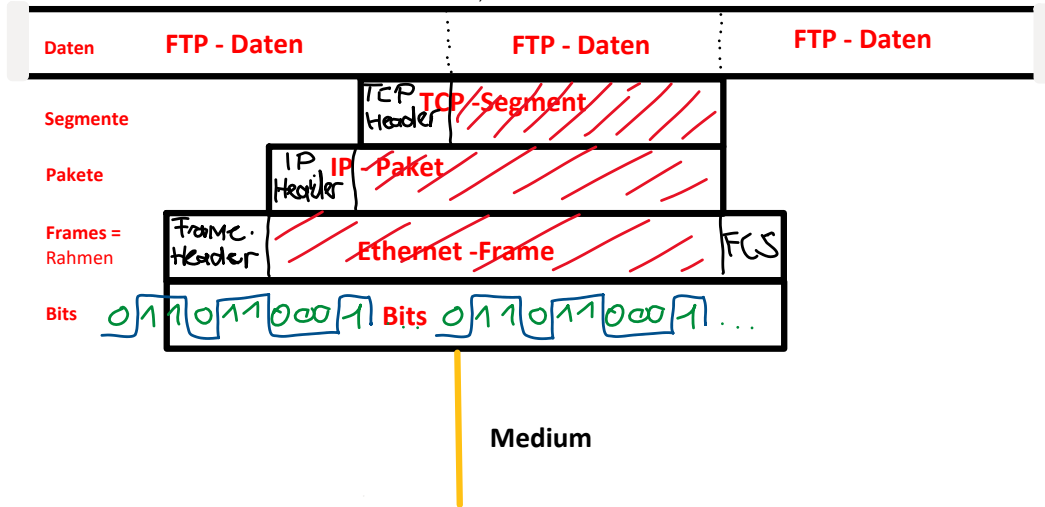 Daten FTP - Daten FTP - Daten FTP - Daten
TCP
Header TCP -Segment
Segmente
IP
Header IP - Paket
Pakete
Frame-
Header Ethernet -Frame FCS
Frames =
Rahmen
Bits 0110110001 Bits ... 0110110001 ...
Medium